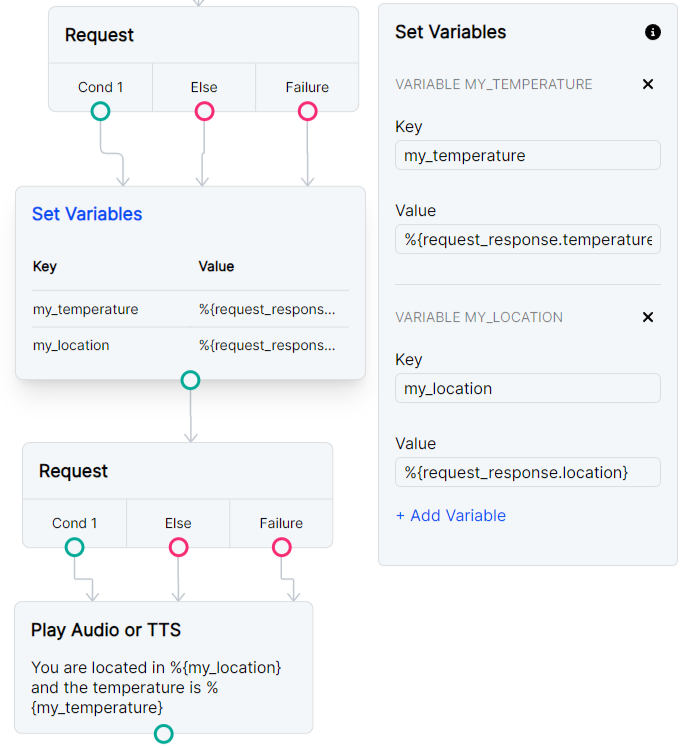 Request
Cond 1 Else Failure
Set Variables
Key Value
my_temperature %{request_respons...
my_location %{request_respons...
Request
Cond 1 Else Failure
Play Audio or TTS
You are located in %{my_location}
and the temperature is %
{my_temperature}
Set Variables
VARIABLE MY_TEMPERATURE
Key
my_temperature
Value
%{request_response.temperature
VARIABLE MY_LOCATION
Key
my_location
Value
%{request_response.location}
+ Add Variable